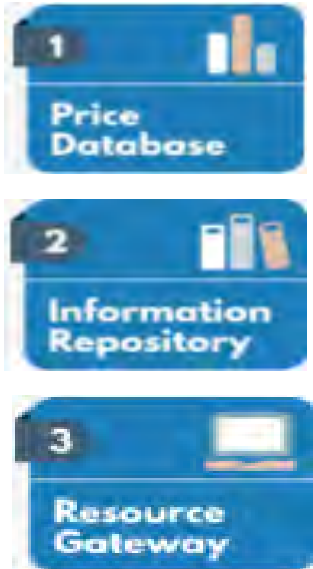 1
Price
Database
2
Information
Repository
3
Resource
Gateway